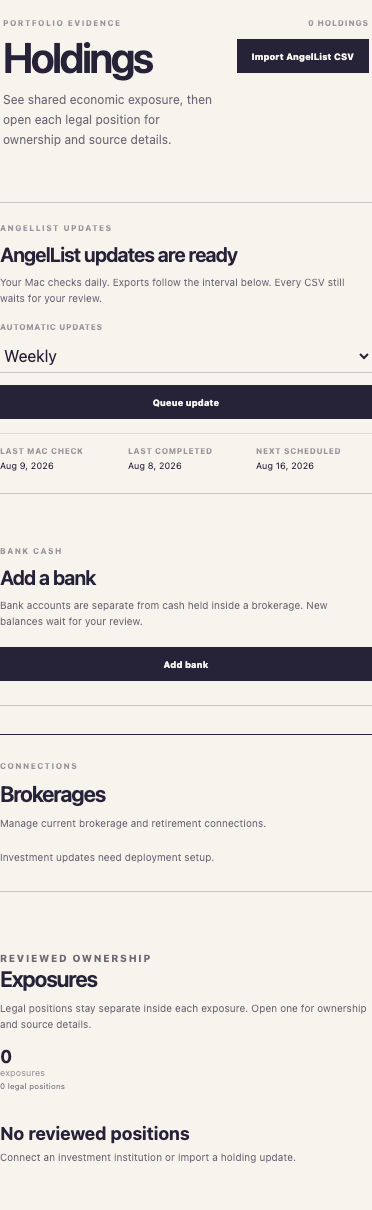 PORTFOLIO EVIDENCE
0 HOLDINGS
Holdings
Import AngelList CSV
See shared economic exposure, then
open each legal position for
ownership and source details.
ANGELLIST UPDATES
AngelList updates are ready
Your Mac checks daily. Exports follow the interval below. Every CSV still
waits for your review.
AUTOMATIC UPDATES
Weekly
Queue update
LAST MAC CHECK
Aug 9, 2026
LAST COMPLETED
Aug 8, 2026
NEXT SCHEDULED
Aug 16, 2026
BANK CASH
Add a bank
Bank accounts are separate from cash held inside a brokerage. New
balances wait for your review.
Add bank
CONNECTIONS
Brokerages
Manage current brokerage and retirement connections.
Investment updates need deployment setup.
REVIEWED OWNERSHIP
Exposures
Legal positions stay separate inside each exposure. Open one for ownership
and source details.
0
exposures
0 legal positions
No reviewed positions
Connect an investment institution or import a holding update.